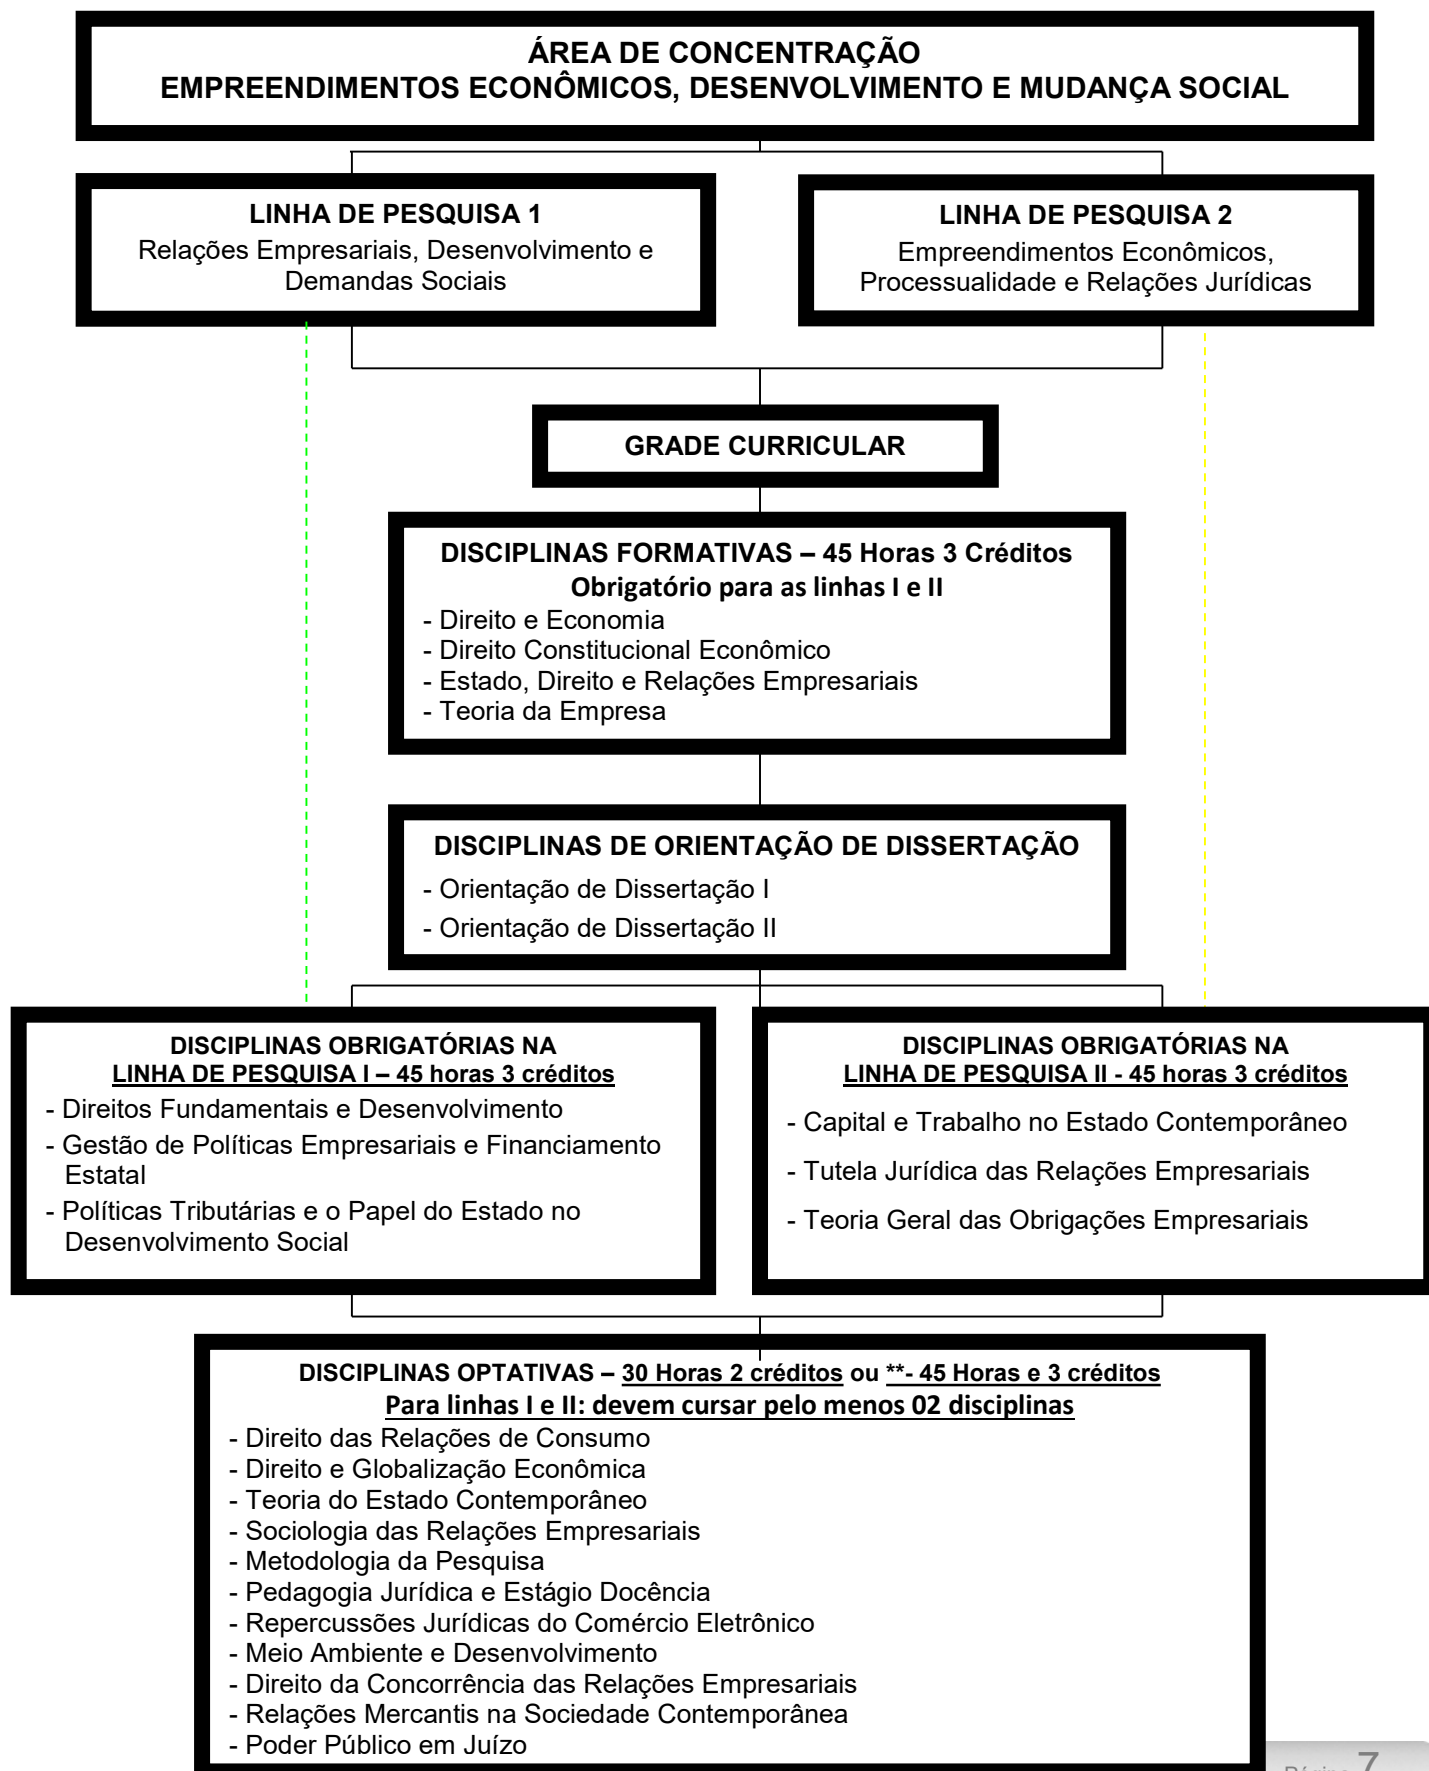 ÁREA DE CONCENTRAÇÃO
EMPREENDIMENTOS ECONÔMICOS, DESENVOLVIMENTO E MUDANÇA SOCIAL
LINHA DE PESQUISA 1
Relações Empresariais, Desenvolvimento e
Demandas Sociais
LINHA DE PESQUISA 2
Empreendimentos Econômicos,
Processualidade e Relações Jurídicas
GRADE CURRICULAR
DISCIPLINAS FORMATIVAS – 45 Horas 3 Créditos
Obrigatório para as linhas I e II
- Direito e Economia
- Direito Constitucional Econômico
- Estado, Direito e Relações Empresariais
- Teoria da Empresa
DISCIPLINAS DE ORIENTAÇÃO DE DISSERTAÇÃO
- Orientação de Dissertação I
- Orientação de Dissertação II
DISCIPLINAS OBRIGATÓRIAS NA
LINHA DE PESQUISA I – 45 horas 3 créditos
- Direitos Fundamentais e Desenvolvimento
- Gestão de Políticas Empresariais e Financiamento
Estatal
- Políticas Tributárias e o Papel do Estado no
Desenvolvimento Social
DISCIPLINAS OBRIGATÓRIAS NA
LINHA DE PESQUISA II - 45 horas 3 créditos
- Capital e Trabalho no Estado Contemporâneo
- Tutela Jurídica das Relações Empresariais
- Teoria Geral das Obrigações Empresariais
DISCIPLINAS OPTATIVAS – 30 Horas 2 créditos ou **- 45 Horas e 3 créditos
Para linhas I e II: devem cursar pelo menos 02 disciplinas
- Direito das Relações de Consumo
- Direito e Globalização Econômica
- Teoria do Estado Contemporâneo
- Sociologia das Relações Empresariais
- Metodologia da Pesquisa
- Pedagogia Jurídica e Estágio Docência
- Repercussões Jurídicas do Comércio Eletrônico
- Meio Ambiente e Desenvolvimento
- Direito da Concorrência das Relações Empresariais
- Relações Mercantis na Sociedade Contemporânea
- Poder Público em Juízo
Página 7